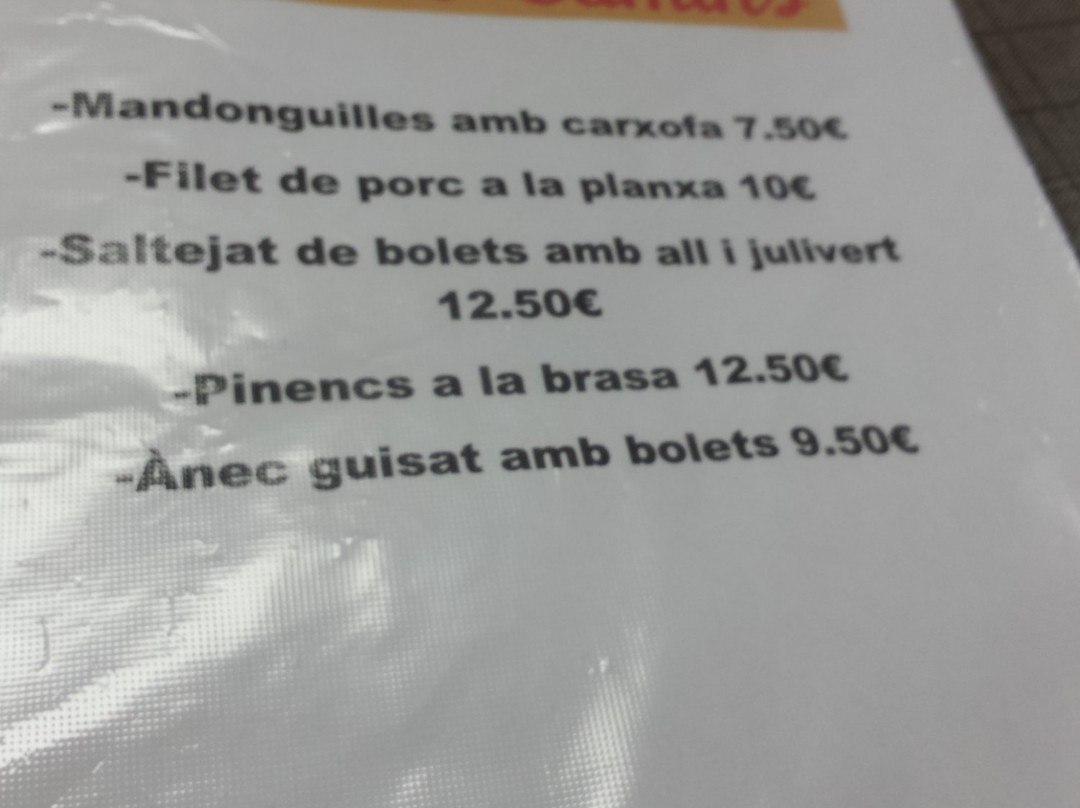 -Mandonguilles amb carxofa 7.50€
-Filet de porc a la planxa 10€
-Saltejat de bolets amb all i julivert
12.50€
-Pinencs a la brasa 12.50€
-Ànec guisat amb bolets 9.50€